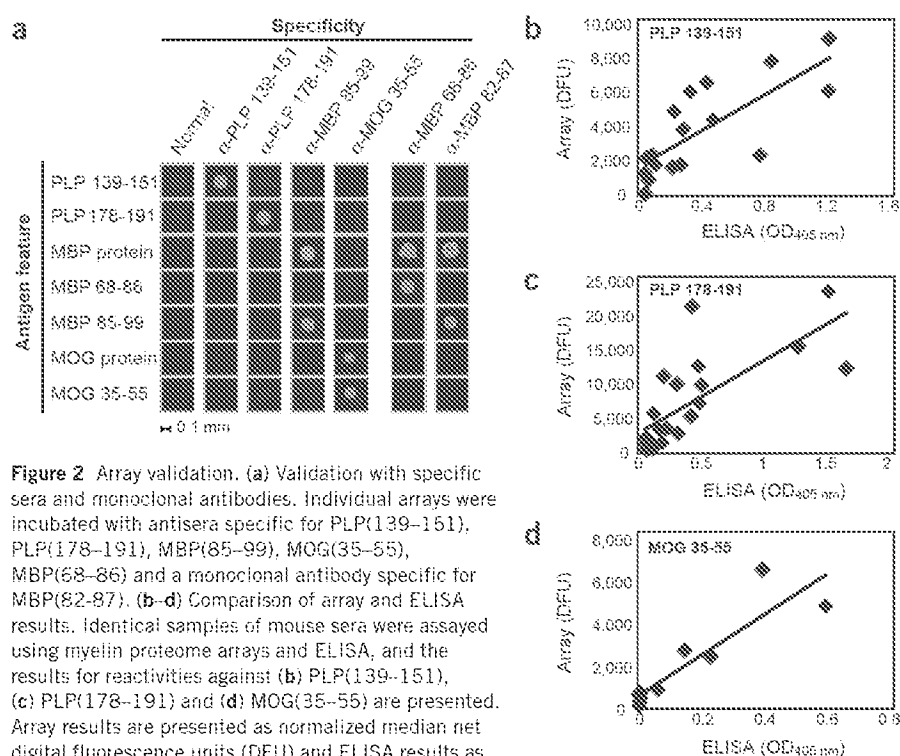 a
Specificity
Normal
α-PLP 139-151
α-PLP 178-191
α-MBP 85-99
α-MOG 35-55
α-MBP 68-86
α-MBP 82-87
Antigen feature
PLP 139-151
PLP 178-191
MBP protein
MBP 68-86
MBP 85-99
MOG protein
MOG 35-55
0.1 mm
Figure 2 Array validation. (a) Validation with specific
sera and monoclonal antibodies. Individual arrays were
incubated with antisera specific for PLP(139–151),
PLP(178–191), MBP(85–99), MOG(35–55),
MBP(68–86) and a monoclonal antibody specific for
MBP(82-87). (b–d) Comparison of array and ELISA
results. Identical samples of mouse sera were assayed
using myelin proteome arrays and ELISA, and the
results for reactivities against (b) PLP(139–151),
(c) PLP(178–191) and (d) MOG(35–55) are presented.
Array results are presented as normalized median net
digital fluorescence units (DFU) and ELISA results as
b
PLP 139-151
Array (DFU)
10,000
8,000
6,000
4,000
2,000
0
0 0.4 0.8 1.2 1.6
ELISA (OD405 nm)
c
PLP 178-191
Array (DFU)
25,000
20,000
15,000
10,000
5,000
0
0 0.5 1 1.5 2
ELISA (OD405 nm)
d
MOG 35-55
Array (DFU)
8,000
6,000
4,000
2,000
0
0 0.2 0.4 0.6 0.8
ELISA (OD405 nm)